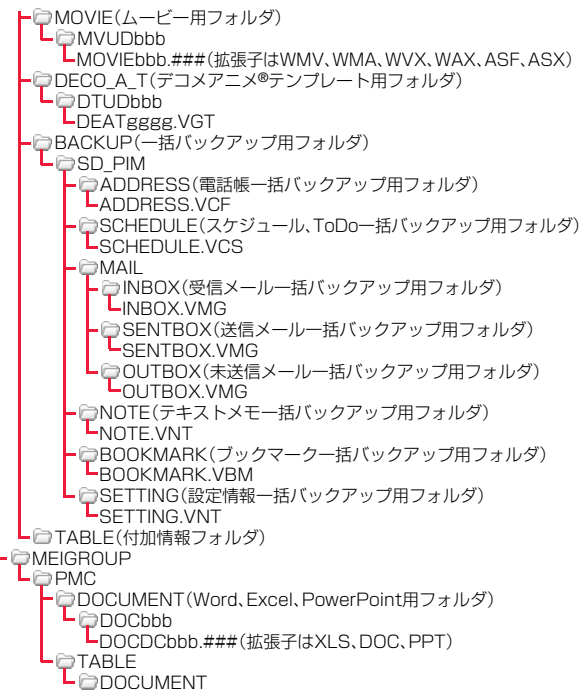 MOVIE(ムービー用フォルダ)
MVUDbbb
MOVIEbbb.###(拡張子はWMV、WMA、WVX、WAX、ASF、ASX)
DECO_A_T(デコメアニメ®テンプレート用フォルダ)
DTUDbbb
DEATgggg.VGT
BACKUP(一括バックアップ用フォルダ)
SD_PIM
ADDRESS(電話帳一括バックアップ用フォルダ)
ADDRESS.VCF
SCHEDULE(スケジュール、ToDo一括バックアップ用フォルダ)
SCHEDULE.VCS
MAIL
INBOX(受信メール一括バックアップ用フォルダ)
INBOX.VMG
SENTBOX(送信メール一括バックアップ用フォルダ)
SENTBOX.VMG
OUTBOX(未送信メール一括バックアップ用フォルダ)
OUTBOX.VMG
NOTE(テキストメモ一括バックアップ用フォルダ)
NOTE.VNT
BOOKMARK(ブックマーク一括バックアップ用フォルダ)
BOOKMARK.VBM
SETTING(設定情報一括バックアップ用フォルダ)
SETTING.VNT
TABLE(付加情報フォルダ)
MEIGROUP
PMC
DOCUMENT(Word、Excel、PowerPoint用フォルダ)
DOCbbb
DOCDCbbb.###(拡張子はXLS、DOC、PPT)
TABLE
DOCUMENT